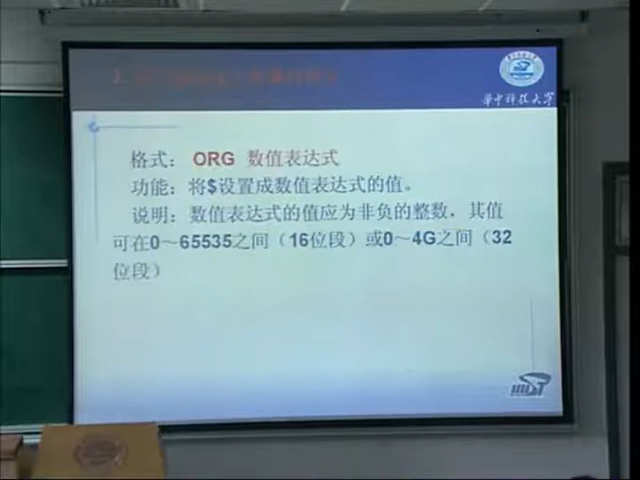 华中科技大学
格式： ORG 数值表达式
功能：将$设置成数值表达式的值。
说明：数值表达式的值应为非负的整数，其值
可在0～65535之间（16位段）或0～4G之间（32
位段）